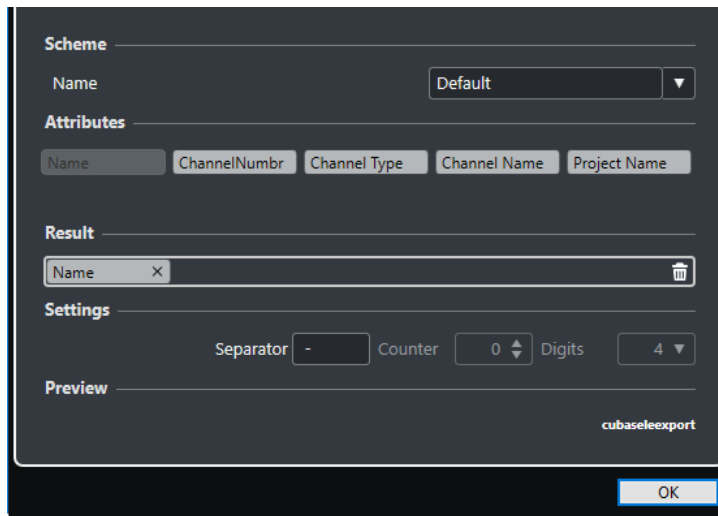 Scheme
Name Default
Attributes
Name ChannelNumbr Channel Type Channel Name Project Name
Result
Name
Settings
Separator - Counter 0 Digits 4
Preview
cubaseleexport
OK